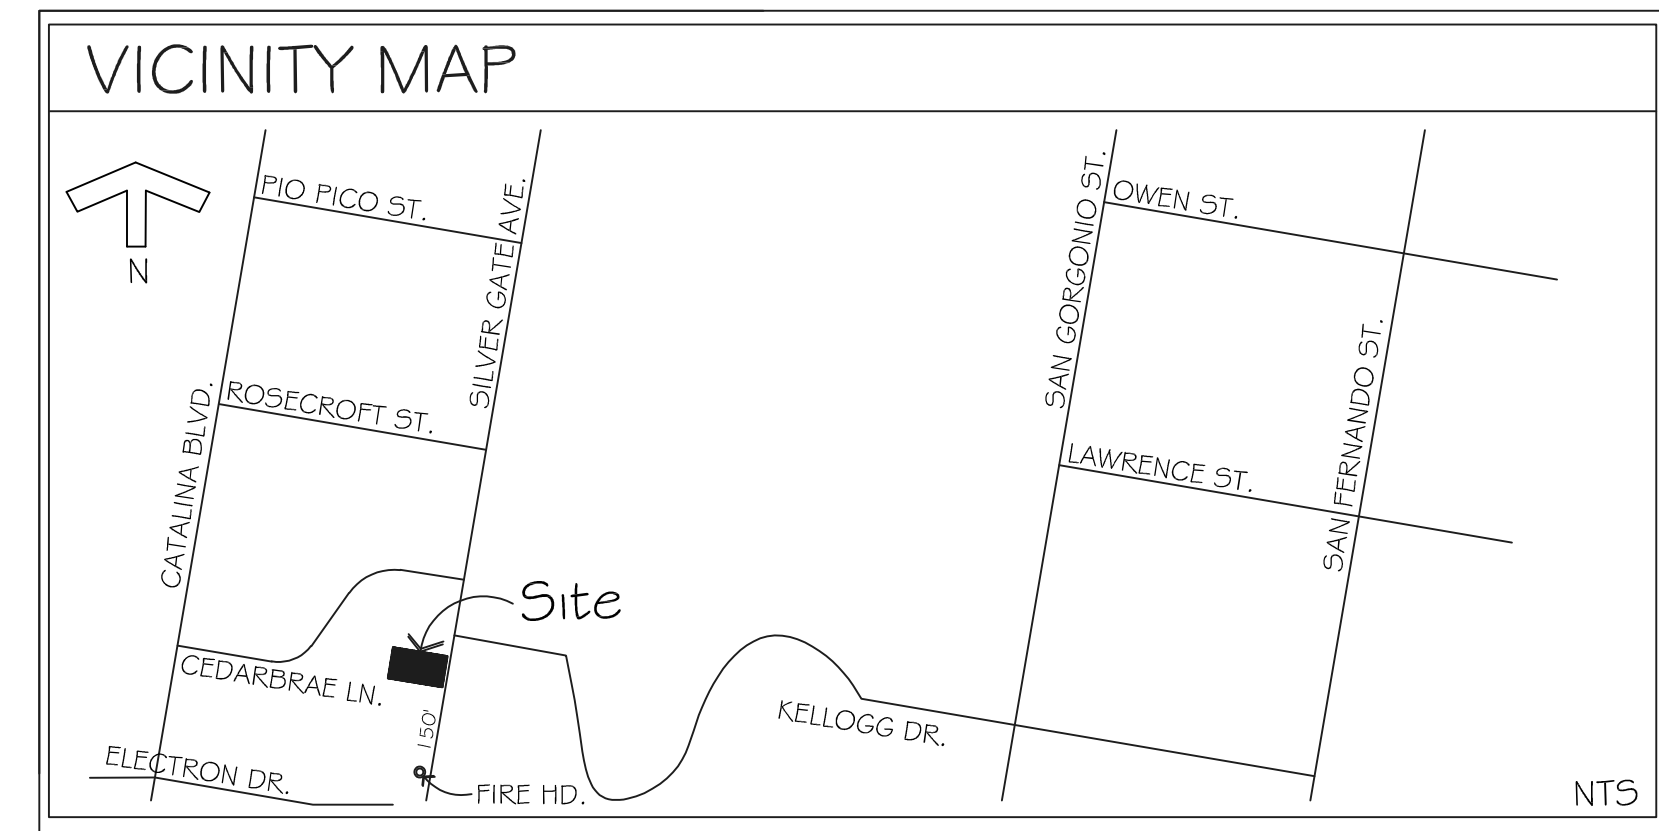 VICINITY MAP
N
PIO PICO ST.
SILVER GATE AVE.
SAN GORGONIO ST.
OWEN ST.
CATALINA BLVD.
ROSECROFT ST.
SAN FERNANDO ST.
LAWRENCE ST.
Site
CEDARBRAE LN.
KELLOGG DR.
150'
ELECTRON DR.
FIRE HD.
NTS